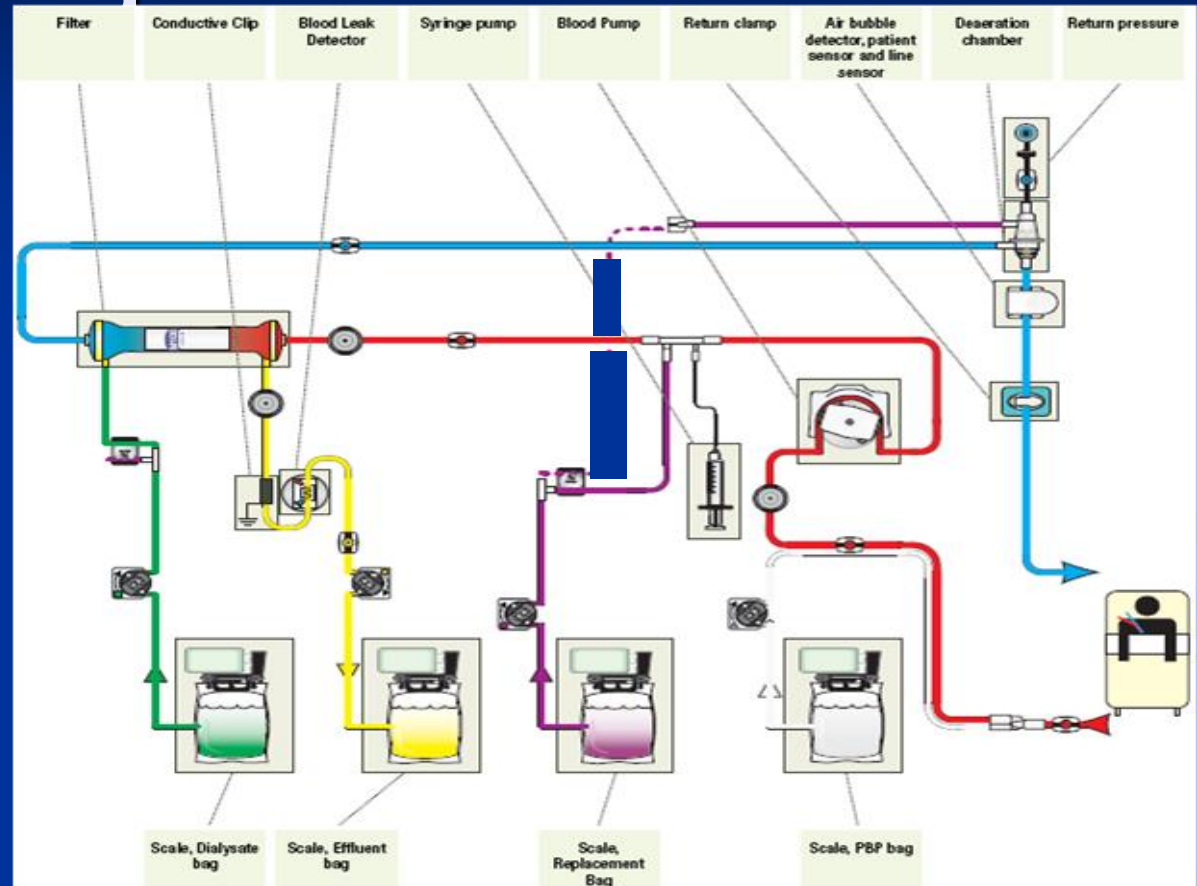 Filter
Conductive Clip
Blood Leak
Detector
Syringe pump
Blood Pump
Return clamp
Air bubble
detector, patient
sensor and line
sensor
Deaeration
chamber
Return pressure
Scale, Dialysate
bag
Scale, Effluent
bag
Scale,
Replacement
Bag
Scale, PBP bag